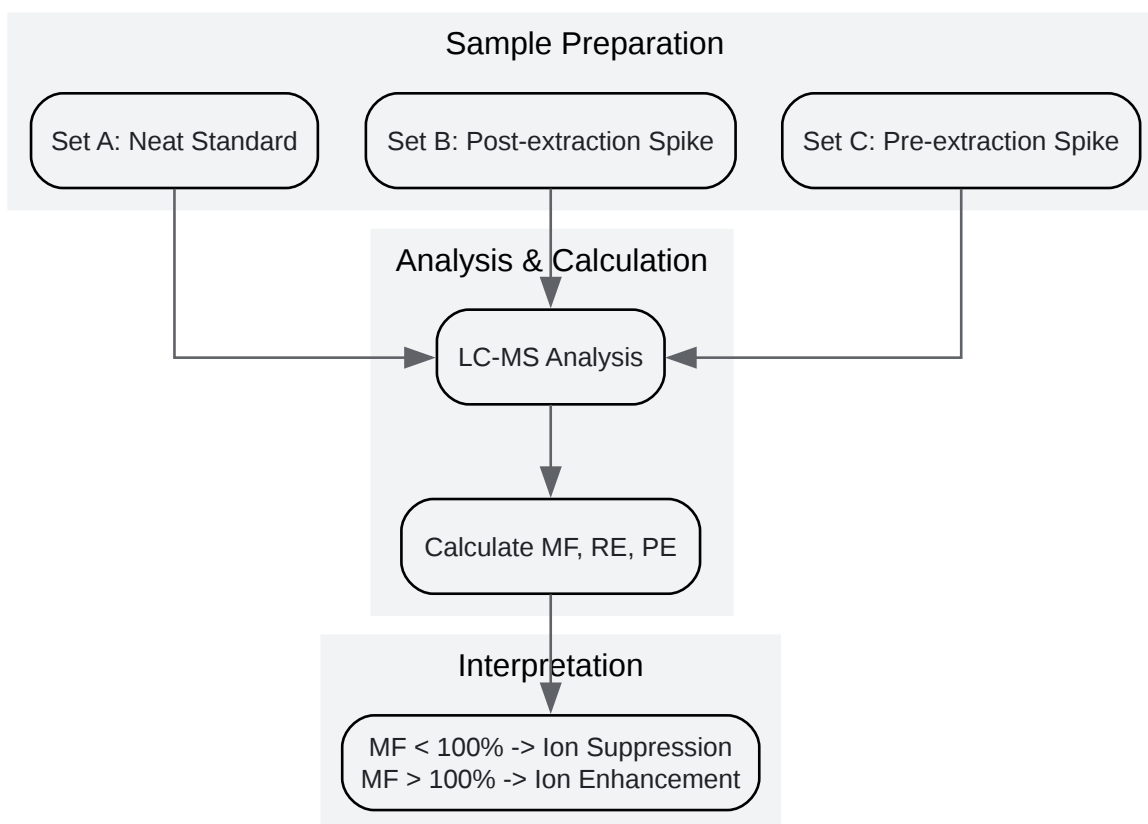 Sample Preparation
Set A: Neat Standard
Set B: Post-extraction Spike
Set C: Pre-extraction Spike
Analysis & Calculation
LC-MS Analysis
Calculate MF, RE, PE
Interpretation
MF < 100% -> Ion Suppression
MF > 100% -> Ion Enhancement